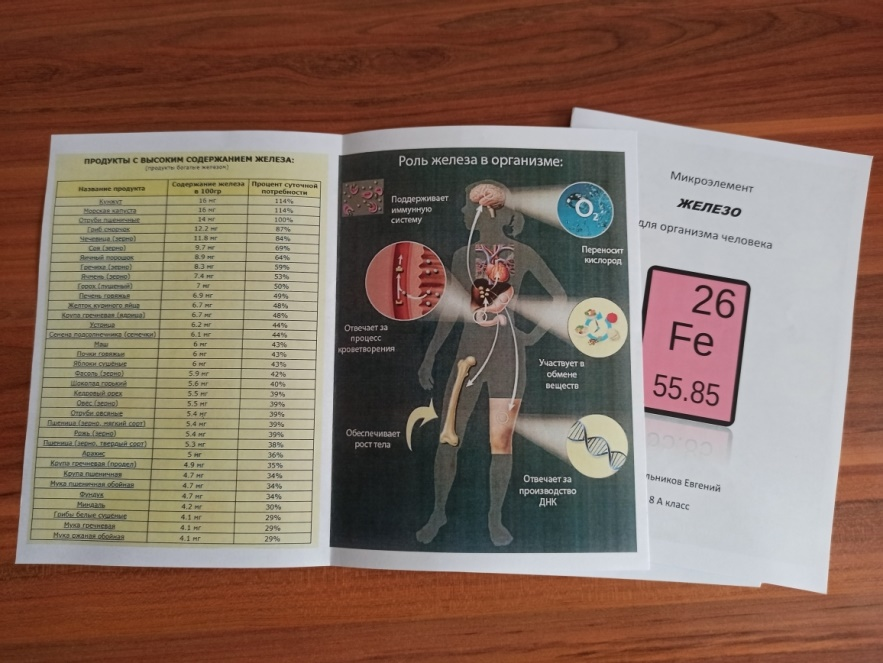 ПРОДУКТЫ С ВЫСОКИМ СОДЕРЖАНИЕМ ЖЕЛЕЗА:
(продукты богатые железом)
Название продукта Содержание железа в 100гр Процент суточной потребности
Кунжут 16 мг 114%
Морская капуста 16 мг 114%
Отруби пшеничные 14 мг 100%
Гриб сморчок 12.2 мг 87%
Чечевица (зерно) 11.8 мг 84%
Соя (зерно) 9.7 мг 69%
Яичный порошок 8.9 мг 64%
Гречиха (зерно) 8.3 мг 59%
Ячмень (зерно) 7.4 мг 53%
Горох (лущеный) 7 мг 50%
Печень говяжья 6.9 мг 49%
Желток куриного яйца 6.7 мг 48%
Крупа гречневая (ядрица) 6.7 мг 48%
Устрица 6.2 мг 44%
Семена подсолнечника (семечки) 6.1 мг 44%
Маш 6 мг 43%
Почки говяжьи 6 мг 43%
Яблоки сушёные 6 мг 43%
Фасоль (зерно) 5.9 мг 42%
Шоколад горький 5.6 мг 40%
Кедровый орех 5.5 мг 39%
Овес (зерно) 5.5 мг 39%
Отруби овсяные 5.4 мг 39%
Пшеница (зерно, мягкий сорт) 5.4 мг 39%
Рожь (зерно) 5.4 мг 39%
Пшеница (зерно, твердый сорт) 5.3 мг 38%
Арахис 5 мг 36%
Крупа гречневая (продел) 4.9 мг 35%
Крупа пшеничная 4.7 мг 34%
Мука пшеничная обойная 4.7 мг 34%
Фундук 4.7 мг 34%
Миндаль 4.2 мг 30%
Грибы белые сушёные 4.1 мг 29%
Мука гречневая 4.1 мг 29%
Мука ржаная обойная 4.1 мг 29%
Роль железа в организме:
Поддерживает
иммунную
систему
O2
Переносит
кислород
Отвечает за
процесс
кроветворения
Участвует в
обмене
веществ
Обеспечивает
рост тела
Отвечает за
производство
ДНК
Микроэлемент
ЖЕЛЕЗО
для организма человека
26
Fe
55.85
льников Евгений
8 А класс